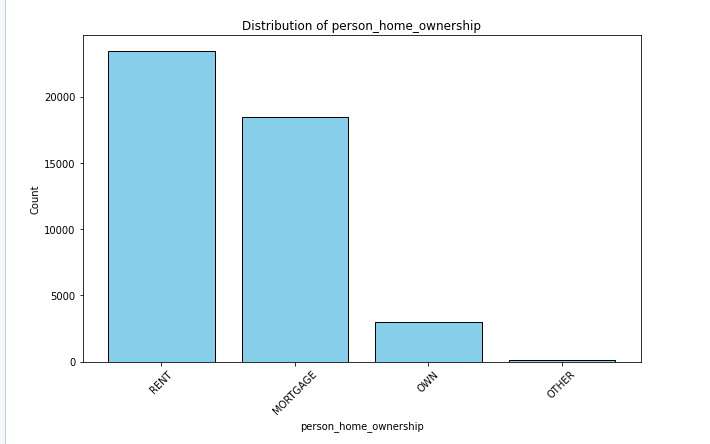 Distribution of person_home_ownership
Count
20000
15000
10000
5000
0
RENT
MORTGAGE
OWN
OTHER
person_home_ownership